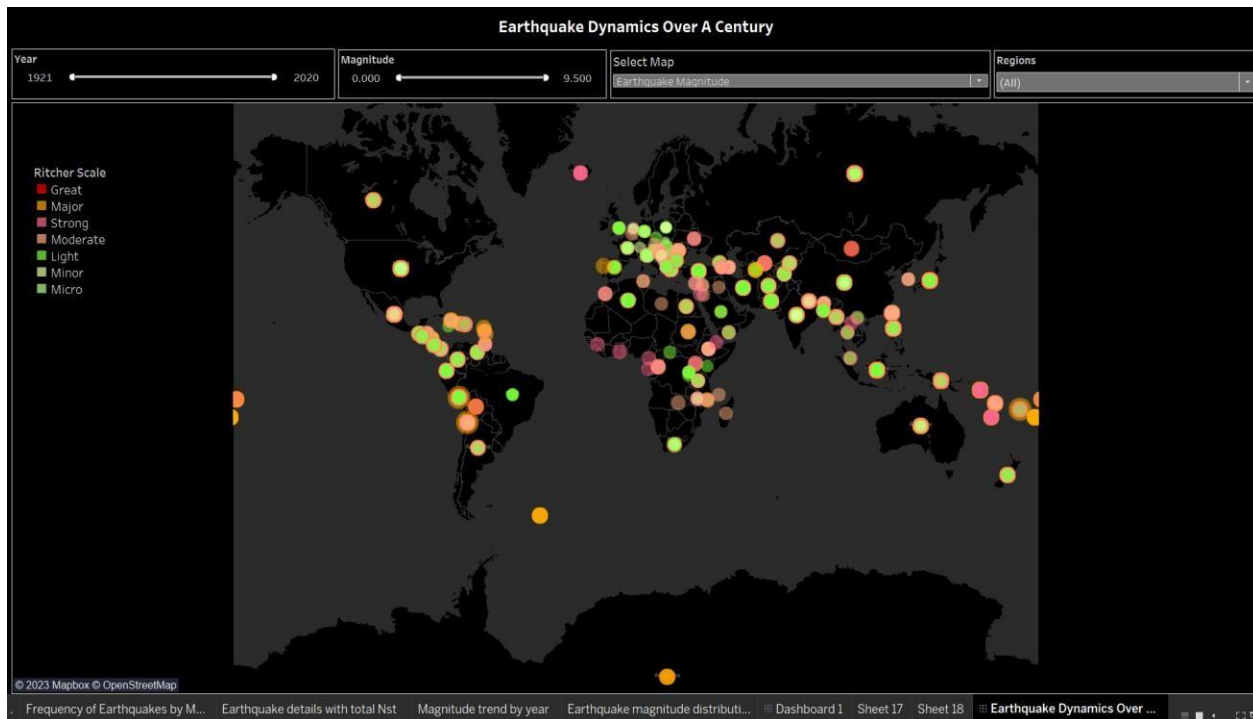 Earthquake Dynamics Over A Century
Year
1921 2020
Magnitude
0.000 9.500
Select Map
Earthquake Magnitude
Regions
(All)
Ritcher Scale
Great
Major
Strong
Moderate
Light
Minor
Micro
© 2023 Mapbox © OpenStreetMap
Frequency of Earthquakes by M... Earthquake details with total Nst Magnitude trend by year Earthquake magnitude distributi... Dashboard 1 Sheet 17 Sheet 18 Earthquake Dynamics Over ...